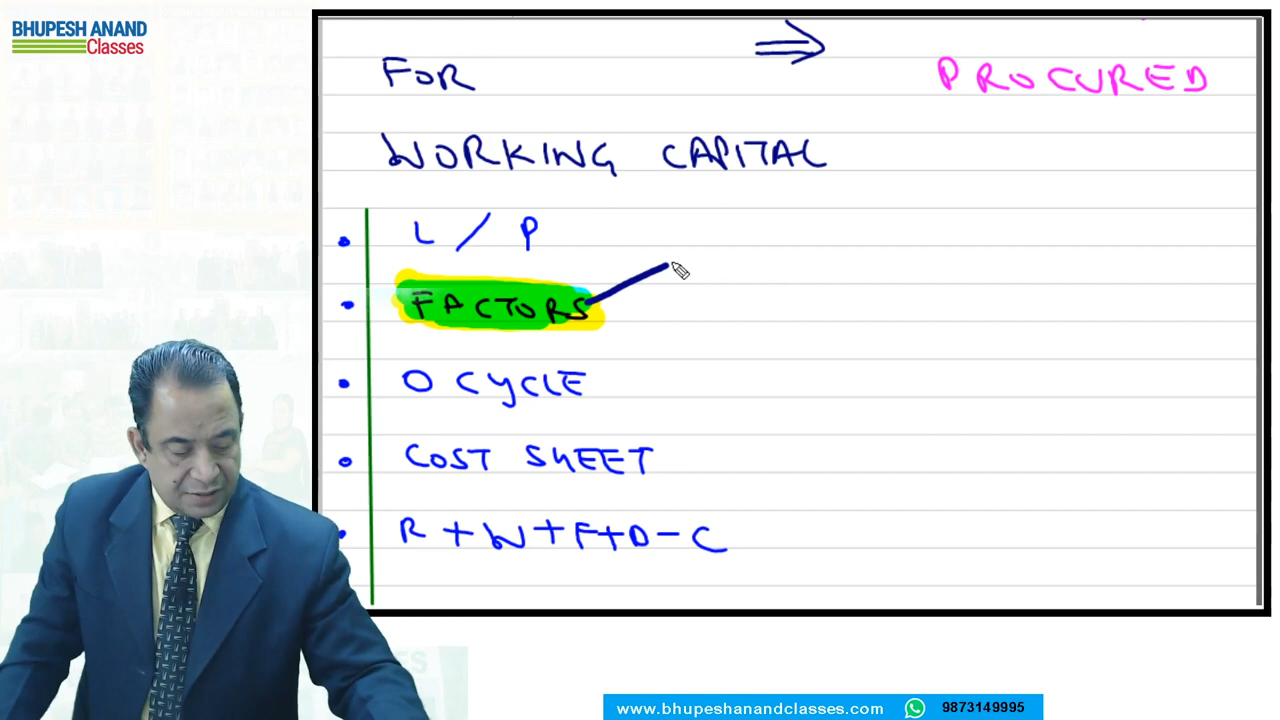 BHUPESH ANAND
Classes
FOR
⇒
PROCURED
WORKING CAPITAL
• L / P
• FACTORS
• O CYCLE
• COST SHEET
• R + W + F + D - C
www.bhupeshanandclasses.com 9873149995